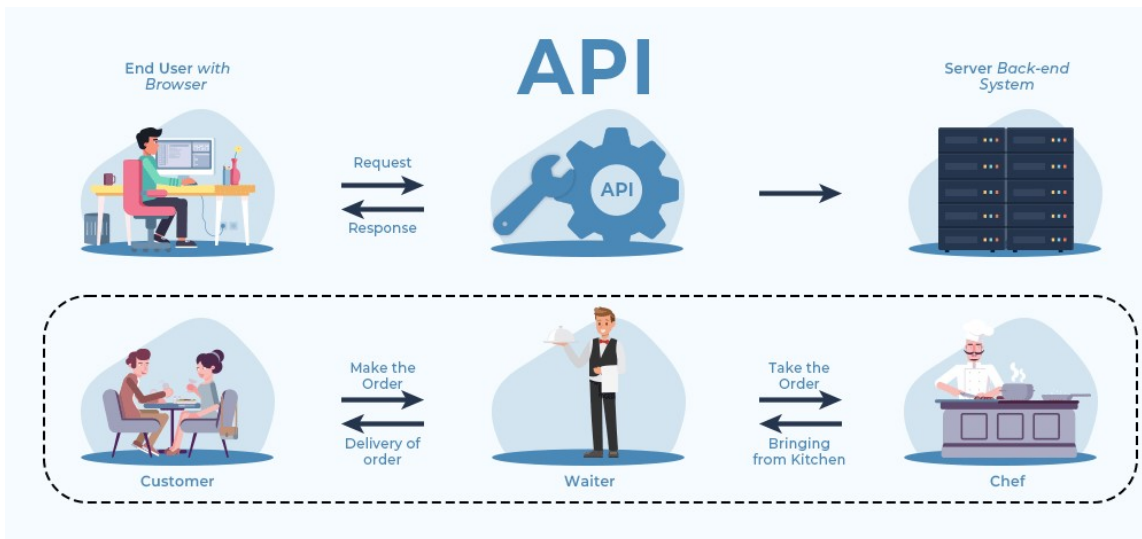 API
End User with
Browser
Server Back-end
System
Request
API
Response
Make the
Order
Take the
Order
Delivery of
order
Bringing
from Kitchen
Customer
Waiter
Chef